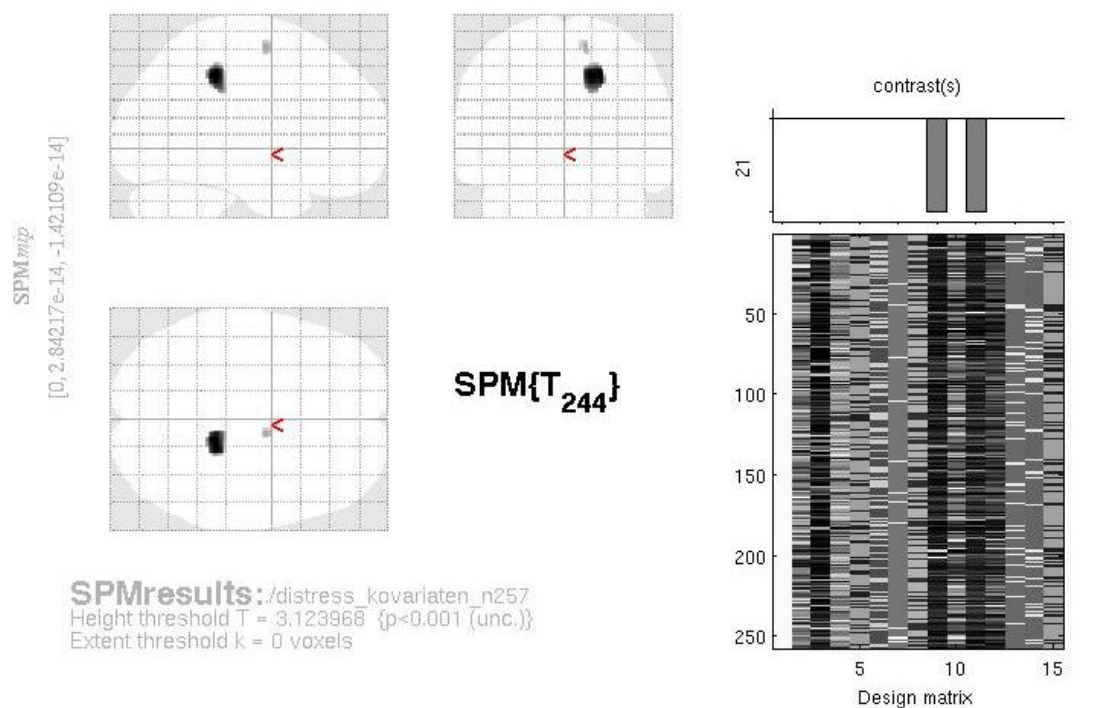 SPMmip
[0, 2.84217e-14, -1.42109e-14]
<
<
<
SPM{T244}
SPMresults: ./distress_kovariaten_n257
Height threshold T = 3.123968 {p<0.001 (unc.)}
Extent threshold k = 0 voxels
contrast(s)
21
50
100
150
200
250
5 10 15
Design matrix